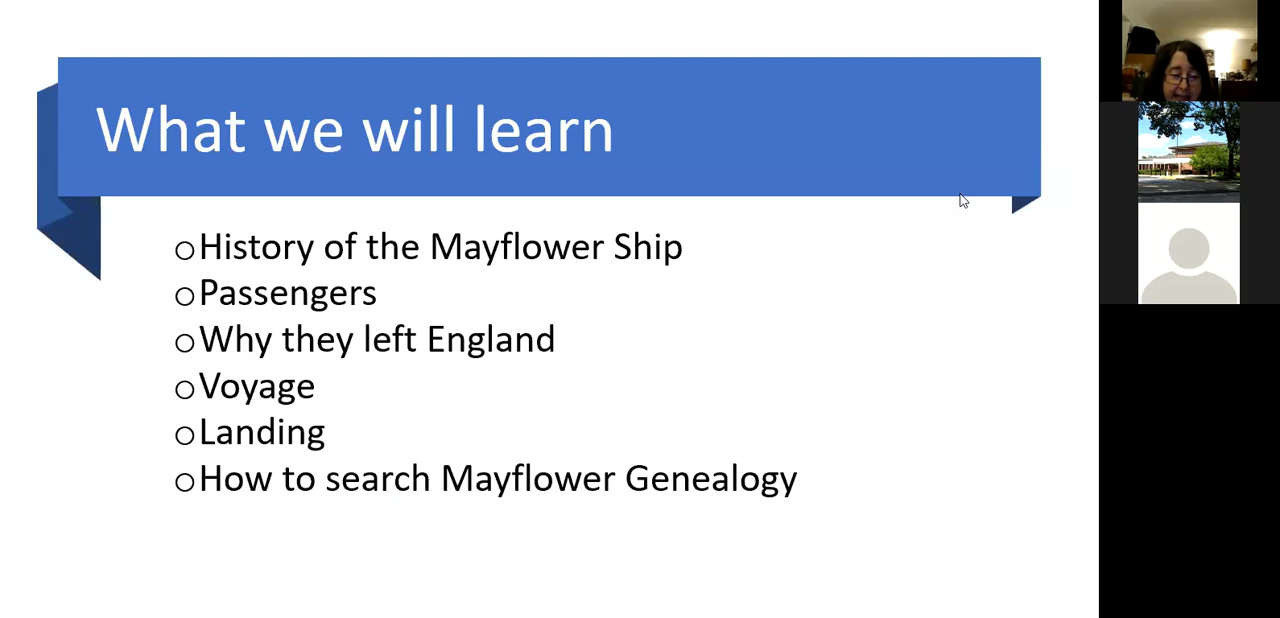 What we will learn
History of the Mayflower Ship
Passengers
Why they left England
Voyage
Landing
How to search Mayflower Genealogy